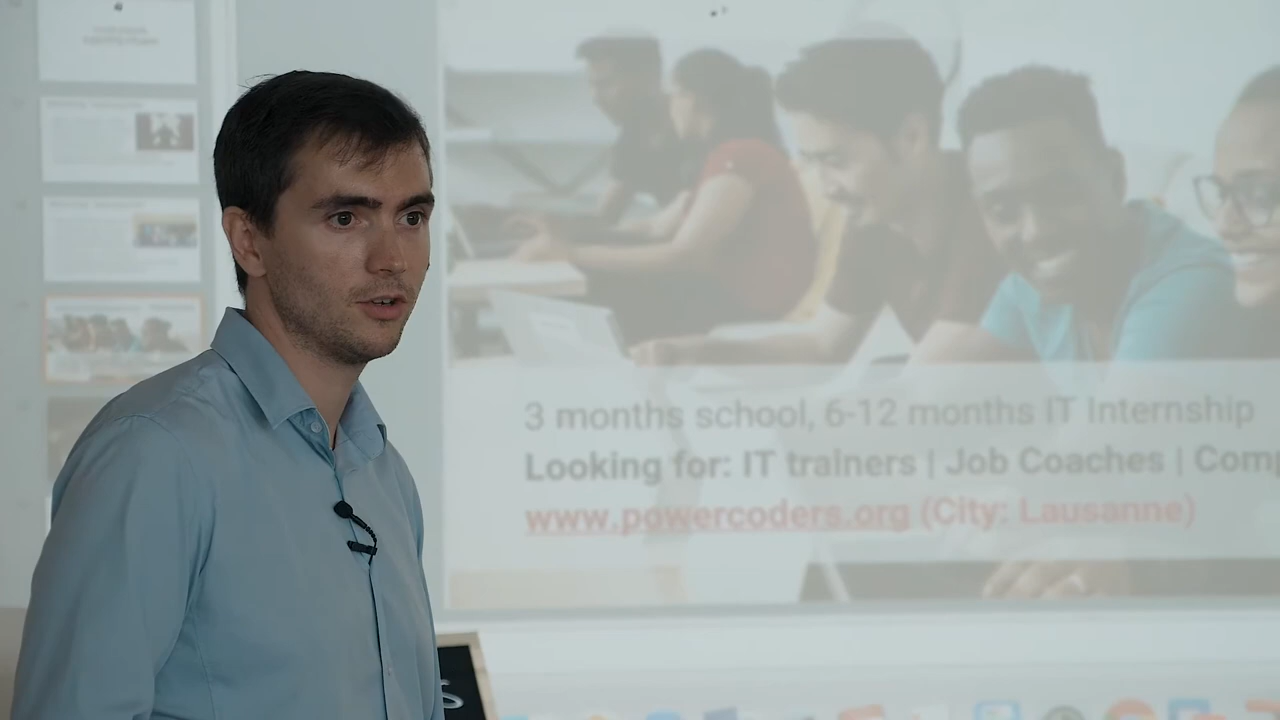 3 months school, 6-12 months IT Internship
Looking for: IT trainers | Job Coaches | Comp
www.powercoders.org (City: Lausanne)